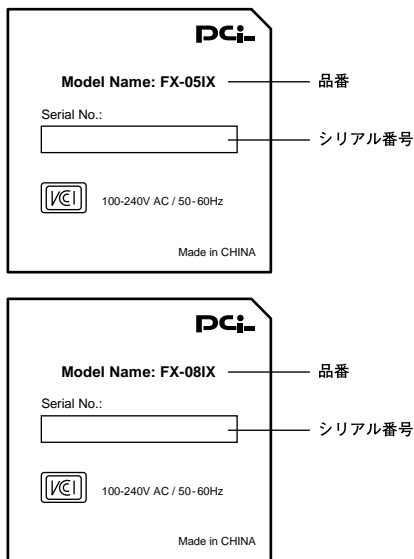 PCi
Model Name: FX-05IX
品番
Serial No.:
シリアル番号
VCCI
100-240V AC / 50-60Hz
Made in CHINA
PCi
Model Name: FX-08IX
品番
Serial No.:
シリアル番号
VCCI
100-240V AC / 50-60Hz
Made in CHINA